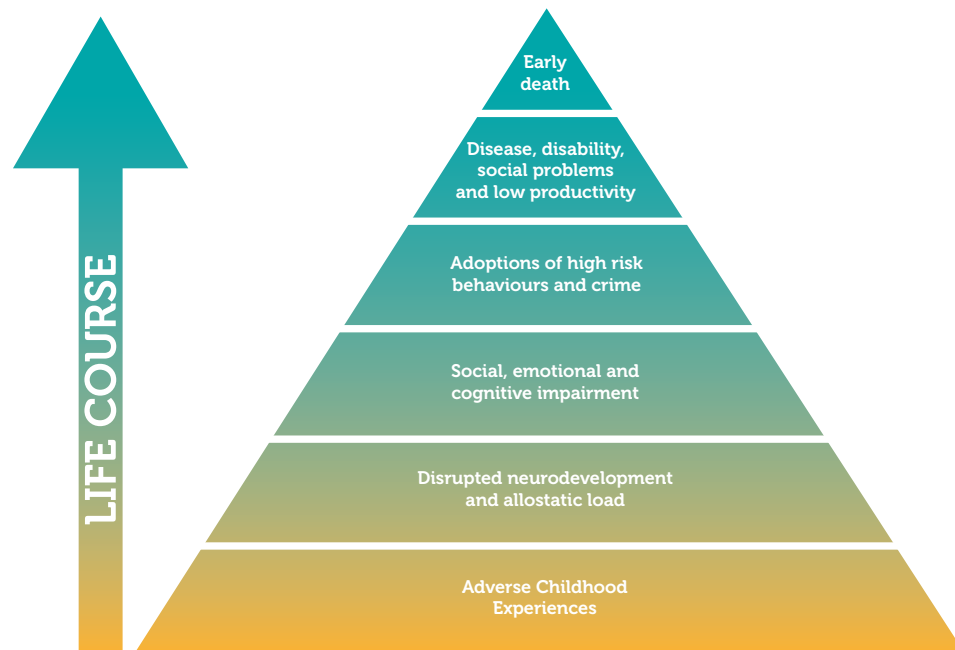 Early
death
Disease, disability,
social problems
and low productivity
Adoptions of high risk
behaviours and crime
Social, emotional and
cognitive impairment
Disrupted neurodevelopment
and allostatic load
Adverse Childhood
Experiences
LIFE COURSE